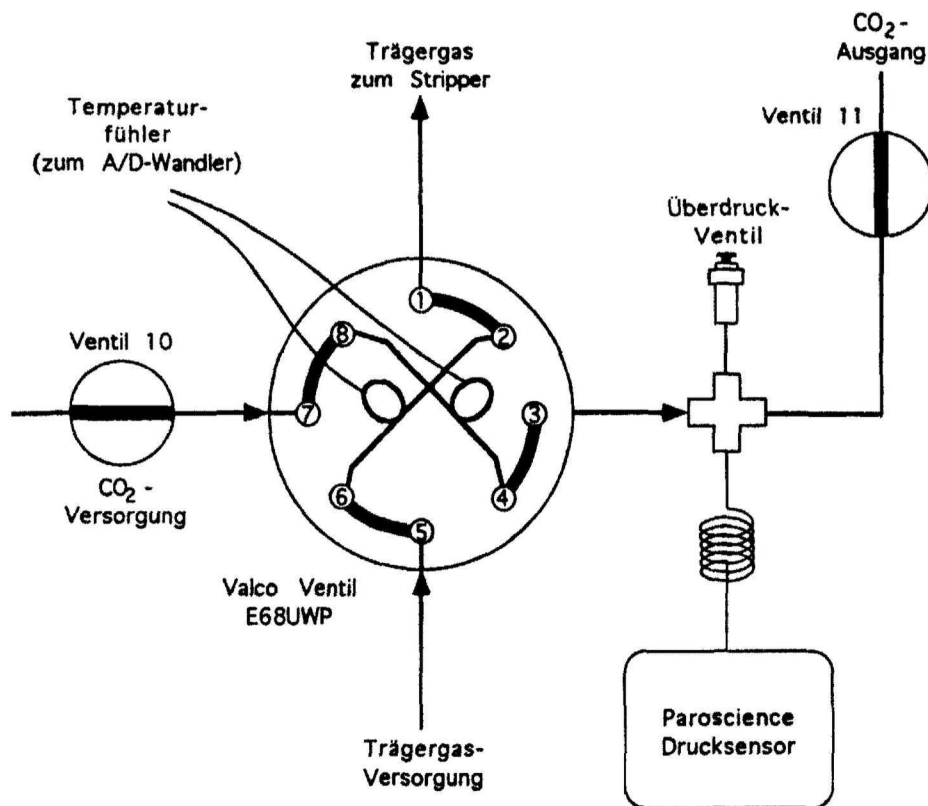 CO₂-
Ausgang
Trägergas
zum Stripper
Ventil 11
Temperatur-
fühler
(zum A/D-Wandler)
Überdruck-
Ventil
1
2
8
Ventil 10
7
3
6
4
5
CO₂-
Versorgung
Valco Ventil
E68UWP
Trägergas-
Versorgung
Paroscience
Drucksensor